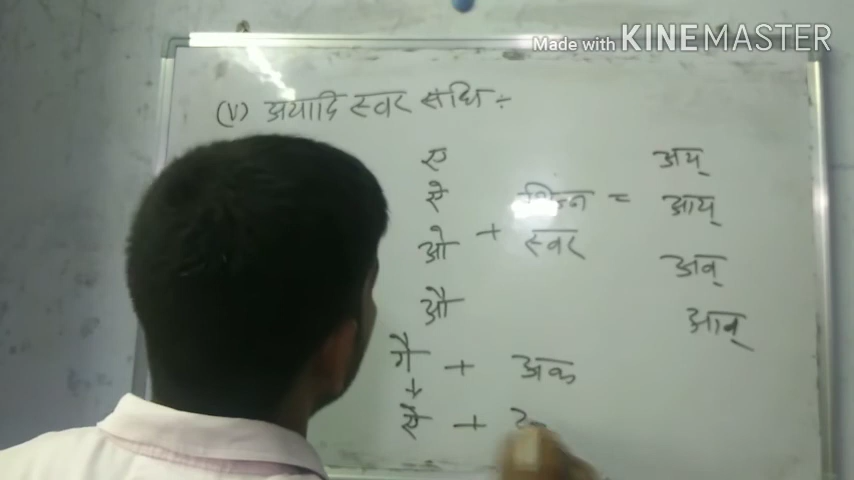 Made with KINEMASTER
(V) अयादि स्वर संधि ÷
ए अय्
ऐ भिन्न = आय्
ओ + स्वर अव्
औ आव्
गै + अक
↓
ऐ +